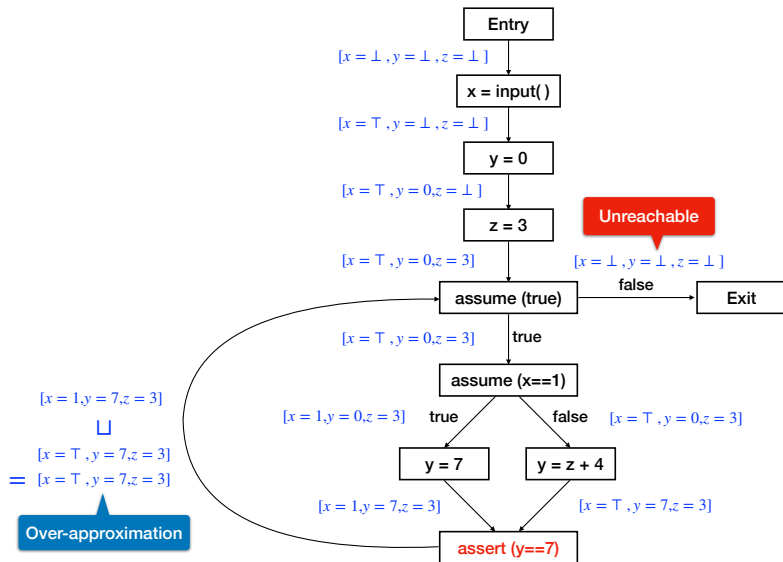 Entry
[x = ⊥ , y = ⊥ , z = ⊥ ]
x = input( )
[x = ⊤ , y = ⊥ , z = ⊥ ]
y = 0
[x = ⊤ , y = 0,z = ⊥ ]
z = 3
Unreachable
[x = ⊤ , y = 0,z = 3]
[x = ⊥ , y = ⊥ , z = ⊥ ]
assume (true)
false
Exit
[x = ⊤ , y = 0,z = 3]
true
assume (x==1)
[x = 1,y = 7,z = 3]
⊔
[x = ⊤ , y = 7,z = 3]
= [x = ⊤ , y = 7,z = 3]
Over-approximation
[x = 1,y = 0,z = 3]
true
false
[x = ⊤ , y = 0,z = 3]
y = 7
y = z + 4
[x = 1,y = 7,z = 3]
[x = ⊤ , y = 7,z = 3]
assert (y==7)